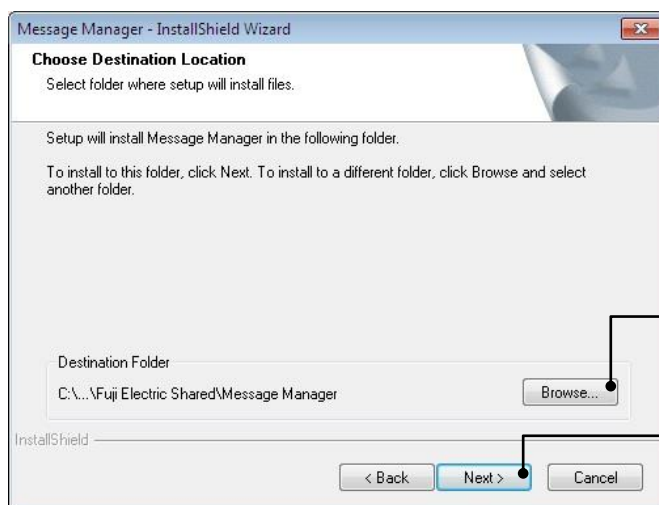 Message Manager - InstallShield Wizard
Choose Destination Location
Select folder where setup will install files.
Setup will install Message Manager in the following folder.
To install to this folder, click Next. To install to a different folder, click Browse and select
another folder.
Destination Folder
C:\...\Fuji Electric Shared\Message Manager
Browse...
InstallShield
< Back
Next >
Cancel